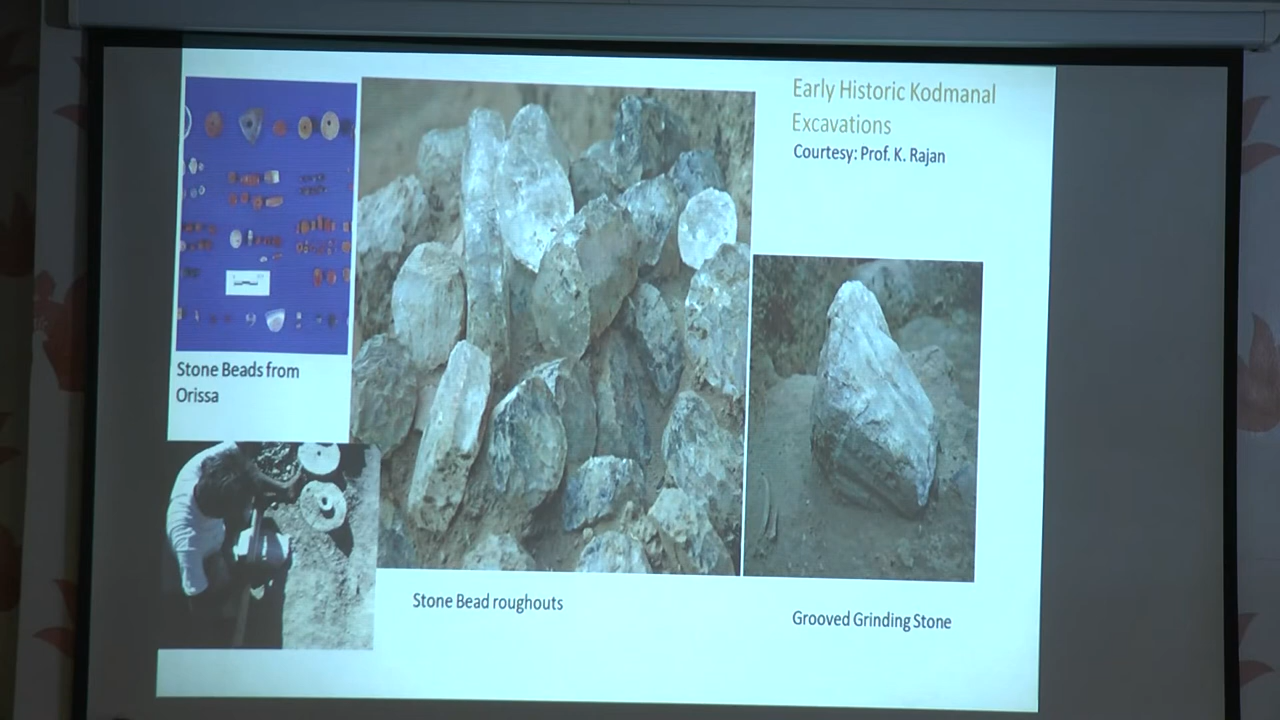 Early Historic Kodmanal
Excavations
Courtesy: Prof. K. Rajan
Stone Beads from
Orissa
Stone Bead roughouts
Grooved Grinding Stone